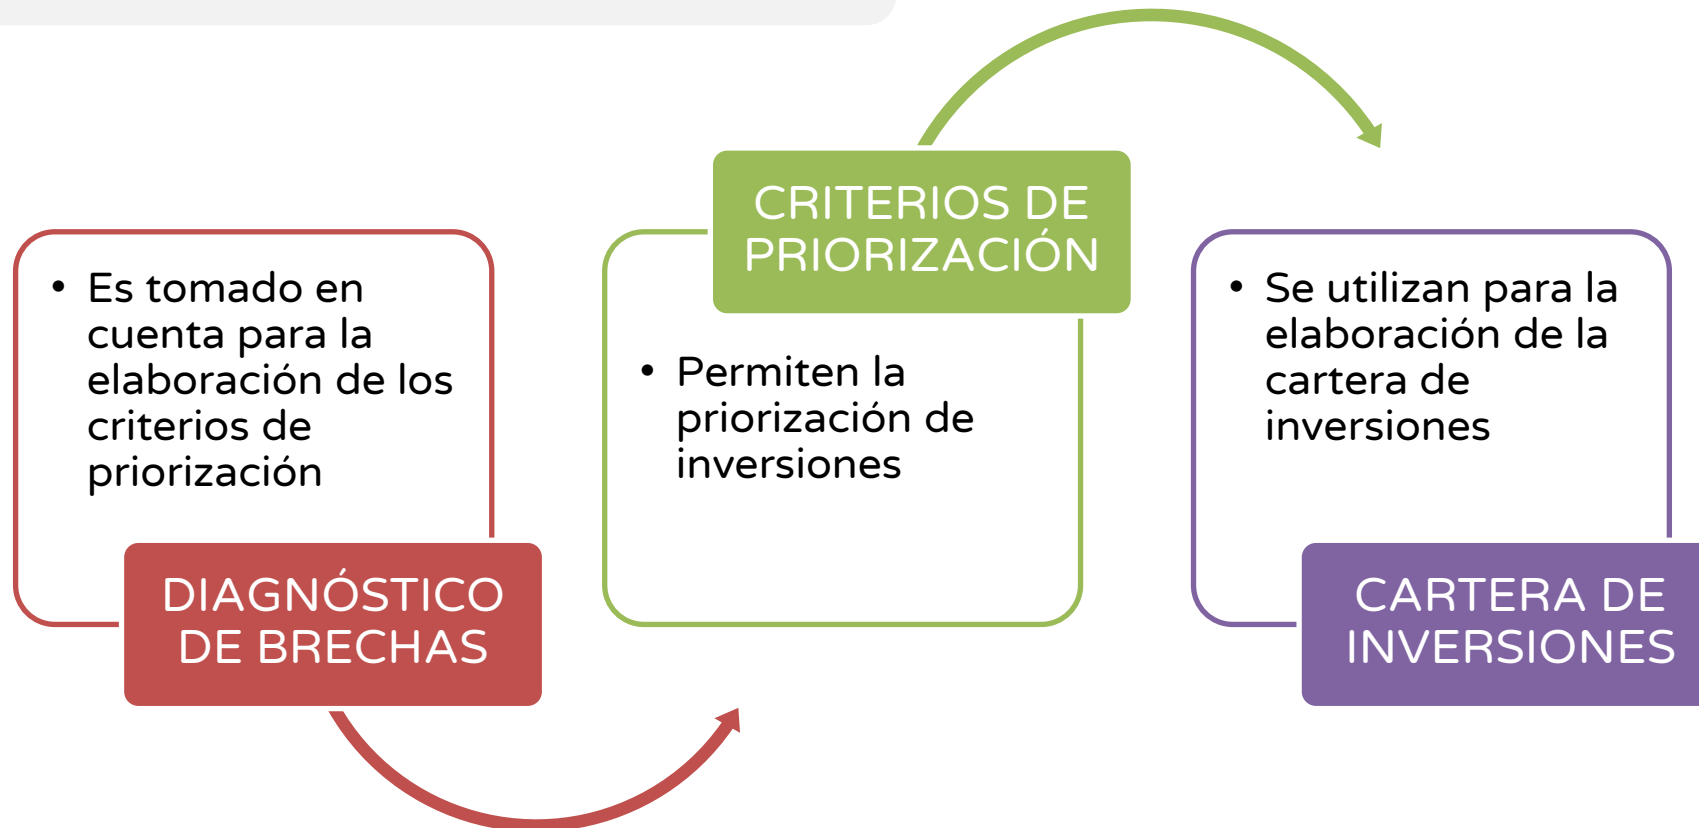 • Es tomado en
cuenta para la
elaboración de los
criterios de
priorización
DIAGNÓSTICO
DE BRECHAS
CRITERIOS DE
PRIORIZACIÓN
• Permiten la
priorización de
inversiones
• Se utilizan para la
elaboración de la
cartera de
inversiones
CARTERA DE
INVERSIONES